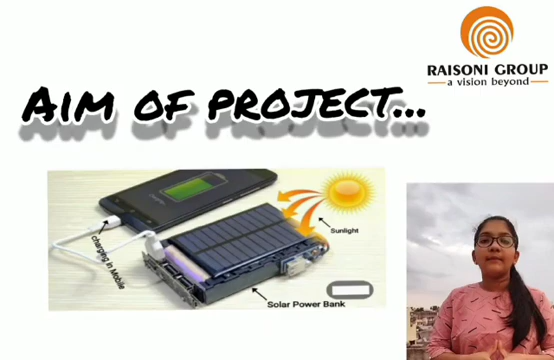 RAISONI GROUP
a vision beyond
AIM OF PROJECT...
Sunlight
charging in Mobile
Solar Power Bank